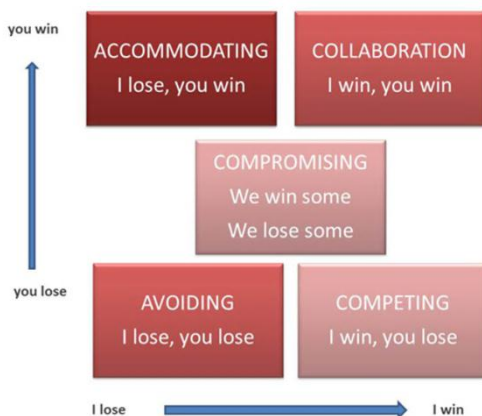 you win
ACCOMMODATING
I lose, you win
COLLABORATION
I win, you win
COMPROMISING
We win some
We lose some
you lose
AVOIDING
I lose, you lose
COMPETING
I win, you lose
I lose
I win